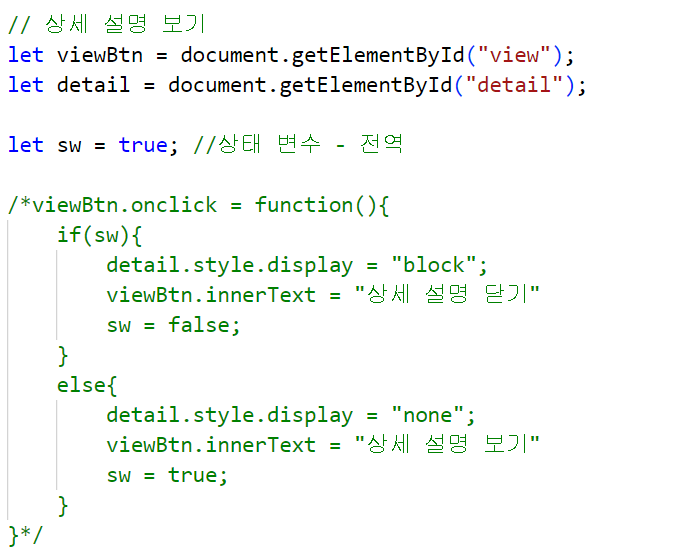 // 상세 설명 보기
let viewBtn = document.getElementById("view");
let detail = document.getElementById("detail");

let sw = true; //상태 변수 - 전역

/*viewBtn.onclick = function(){
    if(sw){
        detail.style.display = "block";
        viewBtn.innerText = "상세 설명 닫기"
        sw = false;
    }
    else{
        detail.style.display = "none";
        viewBtn.innerText = "상세 설명 보기"
        sw = true;
    }
}*/